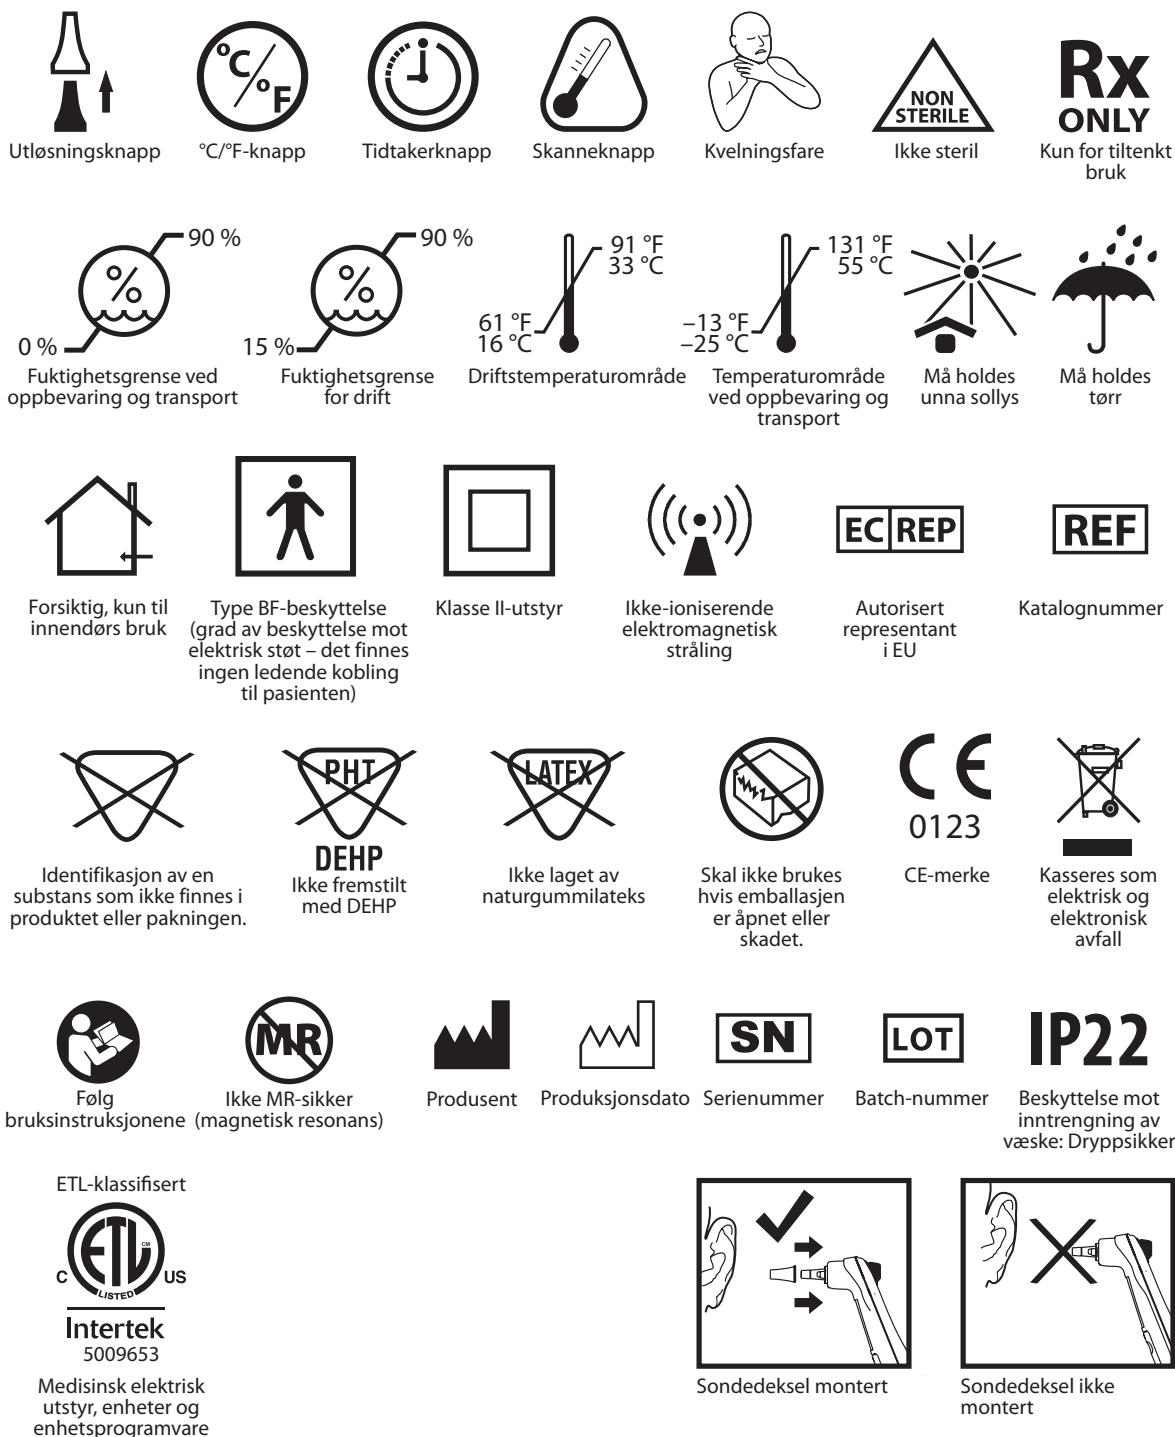 °C/°F
NON
STERILE
Rx
ONLY
Utløsningsknapp
°C/°F-knapp
Tidtakerknapp
Skanneknapp
Kvelningsfare
Ikke steril
Kun for tiltenkt
bruk
90 %
0 %
Fuktighetsgrense ved
oppbevaring og transport
90 %
15 %
Fuktighetsgrense
for drift
91 °F
33 °C
61 °F
16 °C
Driftstemperaturområde
131 °F
55 °C
–13 °F
–25 °C
Temperaturområde
ved oppbevaring og
transport
Må holdes
unna sollys
Må holdes
tørr
Forsiktig, kun til
innendørs bruk
Type BF-beskyttelse
(grad av beskyttelse mot
elektrisk støt – det finnes
ingen ledende kobling
til pasienten)
Klasse II-utstyr
Ikke-ioniserende
elektromagnetisk
stråling
EC REP
Autorisert
representant
i EU
REF
Katalognummer
Identifikasjon av en
substans som ikke finnes i
produktet eller pakningen.
PHT
DEHP
Ikke fremstilt
med DEHP
LATEX
Ikke laget av
naturgummilateks
Skal ikke brukes
hvis emballasjen
er åpnet eller
skadet.
CE
0123
CE-merke
Kasseres som
elektrisk og
elektronisk
avfall
Følg
bruksinstruksjonene
MR
Ikke MR-sikker
(magnetisk resonans)
Produsent
Produksjonsdato
SN
Serienummer
LOT
Batch-nummer
IP22
Beskyttelse mot
inntrengning av
væske: Dryppsikker
ETL-klassifisert
ETL CM
C LISTED US
Intertek
5009653
Medisinsk elektrisk
utstyr, enheter og
enhetsprogramvare
Sondedeksel montert
Sondedeksel ikke
montert